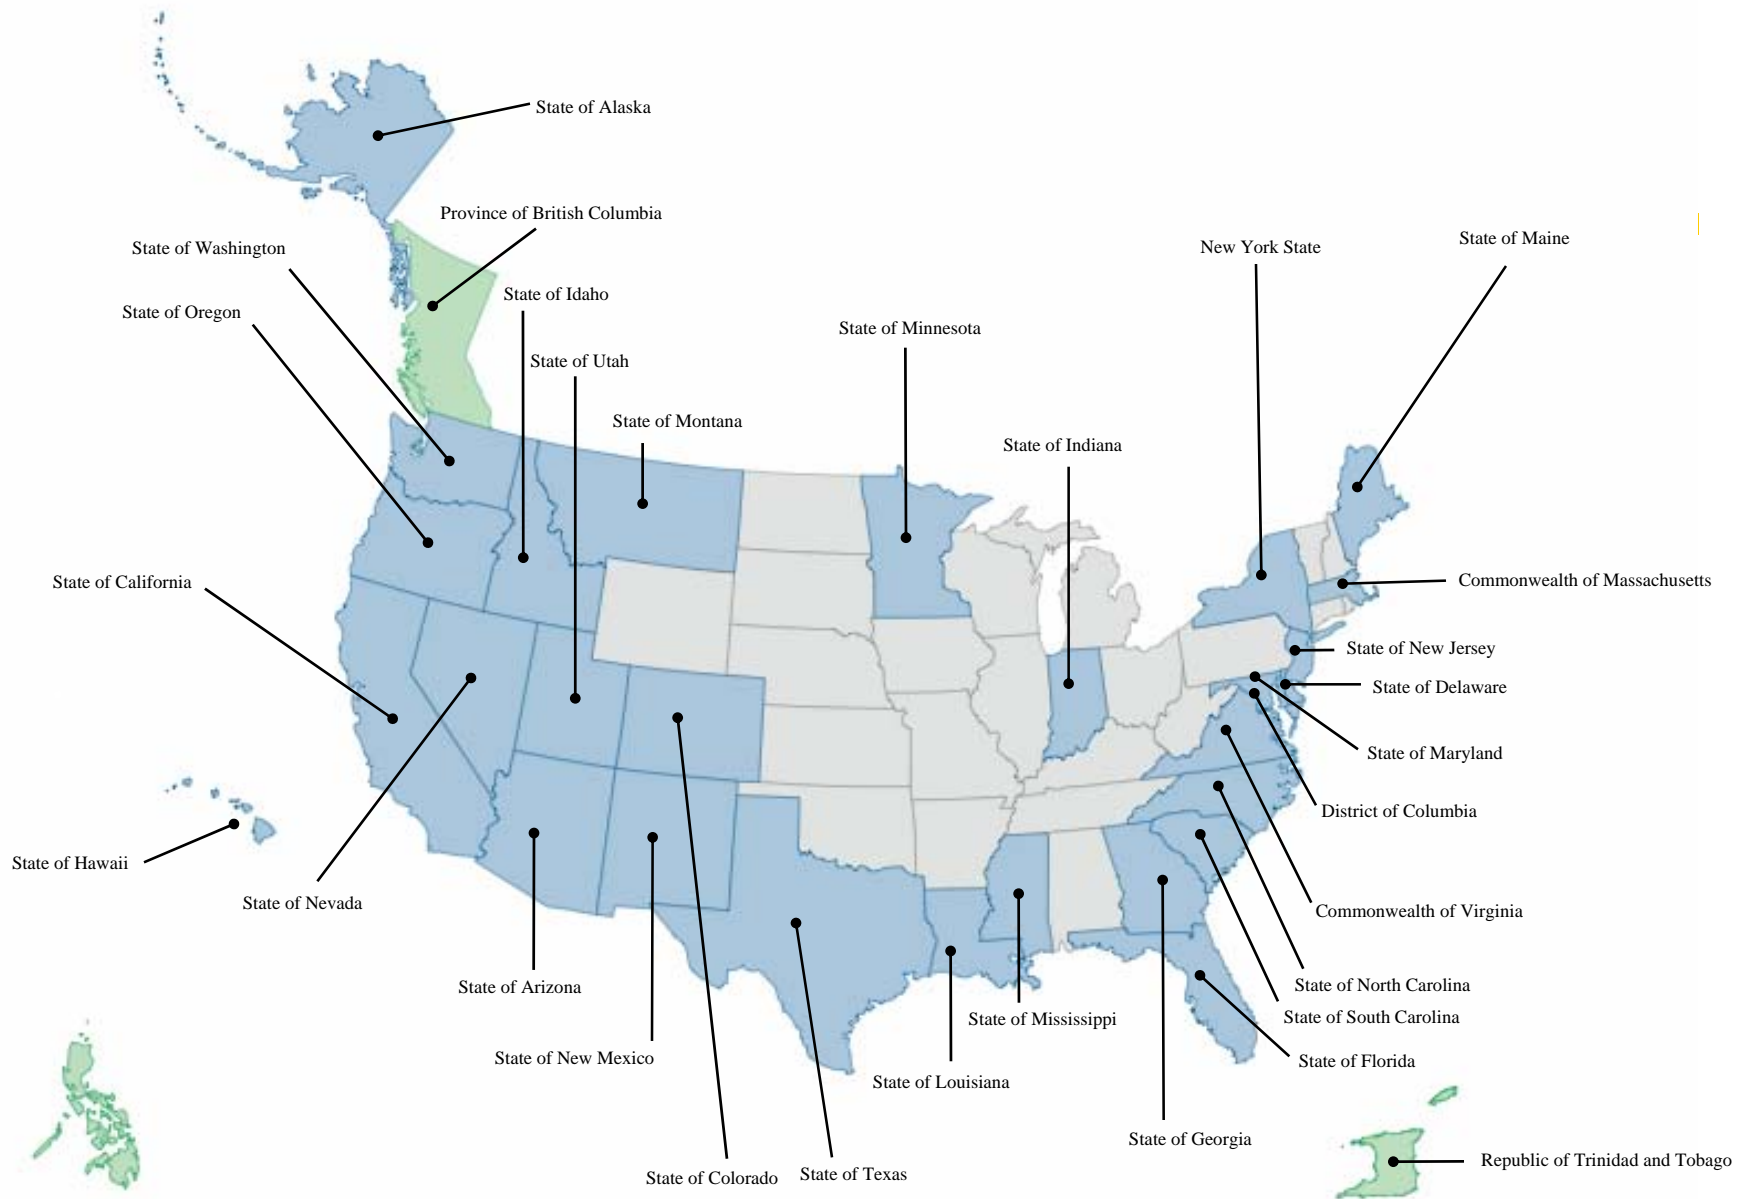 State of Alaska
Province of British Columbia
State of Washington
New York State
State of Maine
State of Idaho
State of Oregon
State of Minnesota
State of Utah
State of Montana
State of Indiana
State of California
Commonwealth of Massachusetts
State of New Jersey
State of Delaware
State of Maryland
District of Columbia
State of Hawaii
State of Nevada
Commonwealth of Virginia
State of Arizona
State of North Carolina
State of South Carolina
State of Mississippi
State of New Mexico
State of Florida
State of Louisiana
State of Georgia
Republic of Trinidad and Tobago
State of Colorado
State of Texas